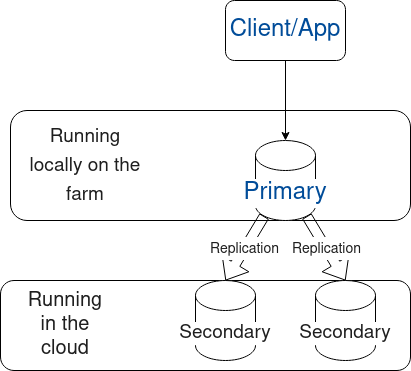 Client/App
Running
locally on the
farm
Primary
Replication Replication
Running
in the
cloud
Secondary Secondary